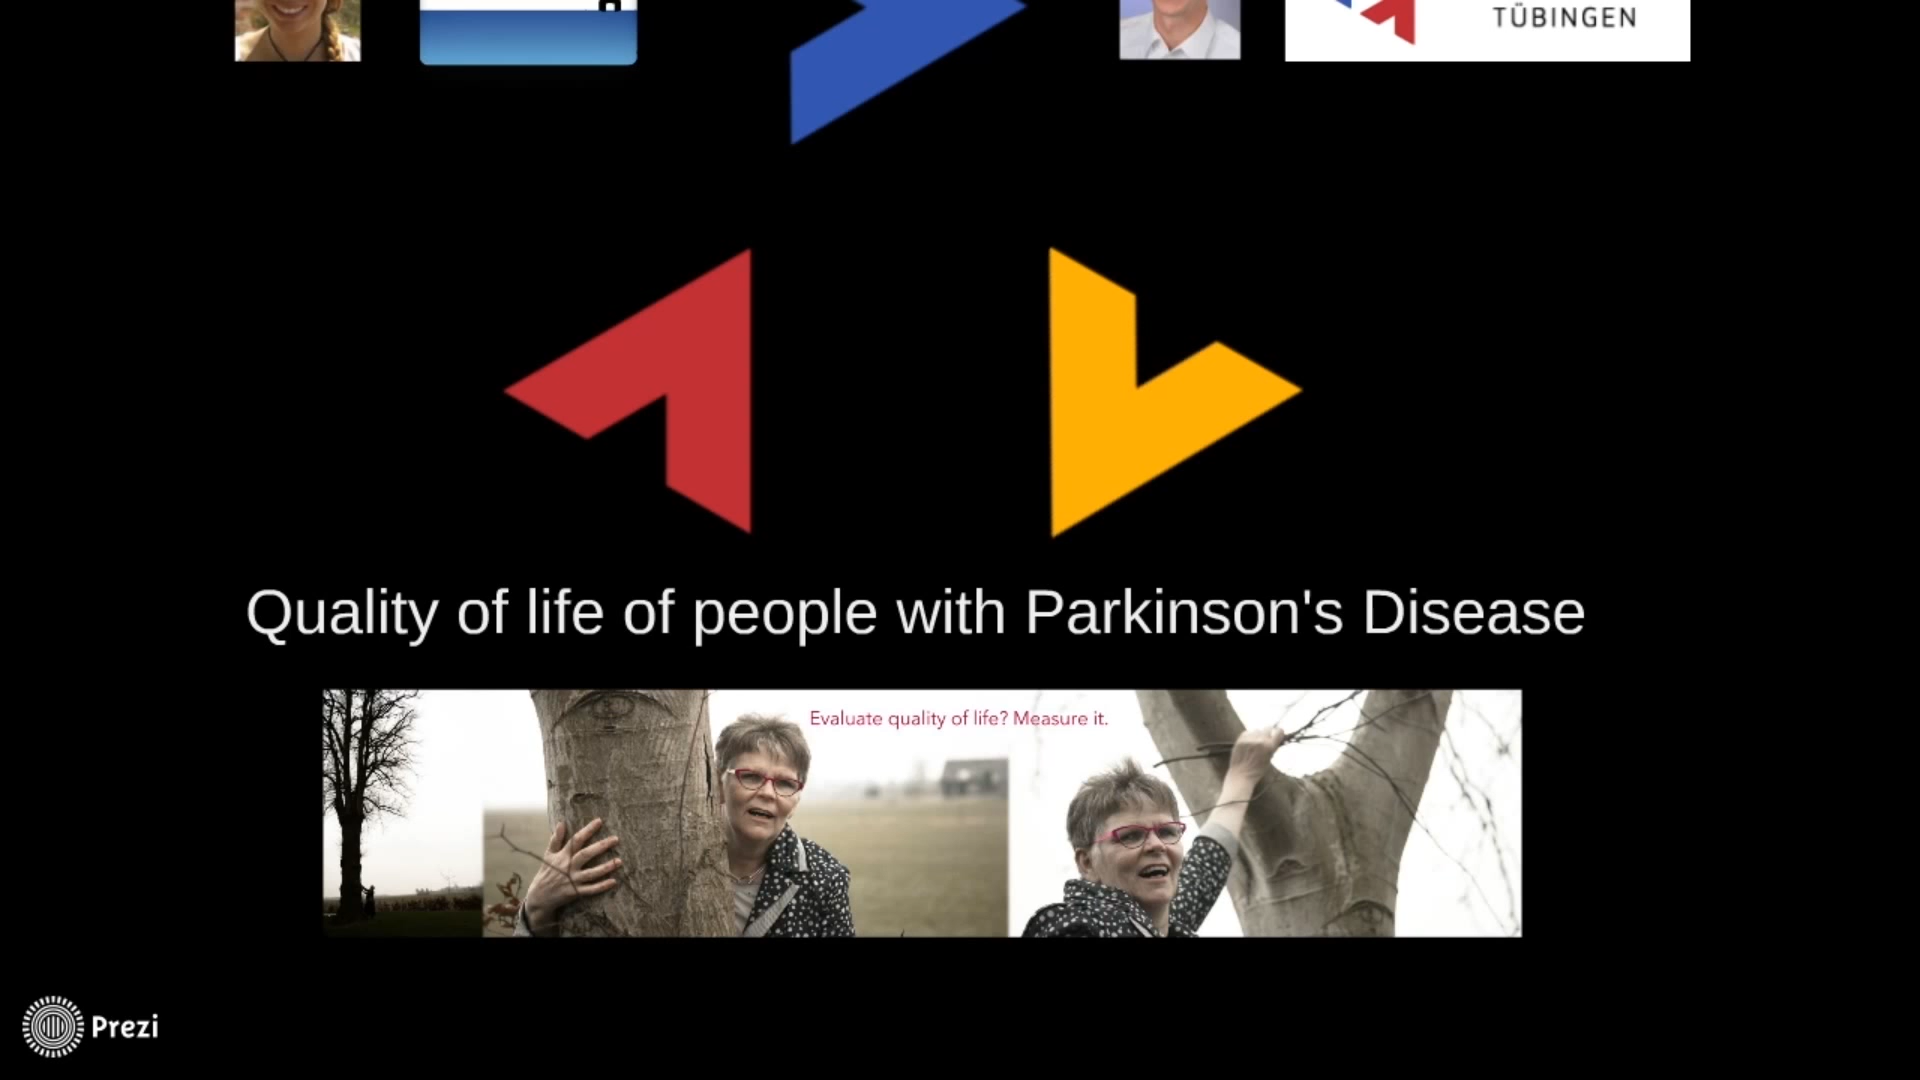 TÜBINGEN
Quality of life of people with Parkinson's Disease
Evaluate quality of life? Measure it.
Prezi